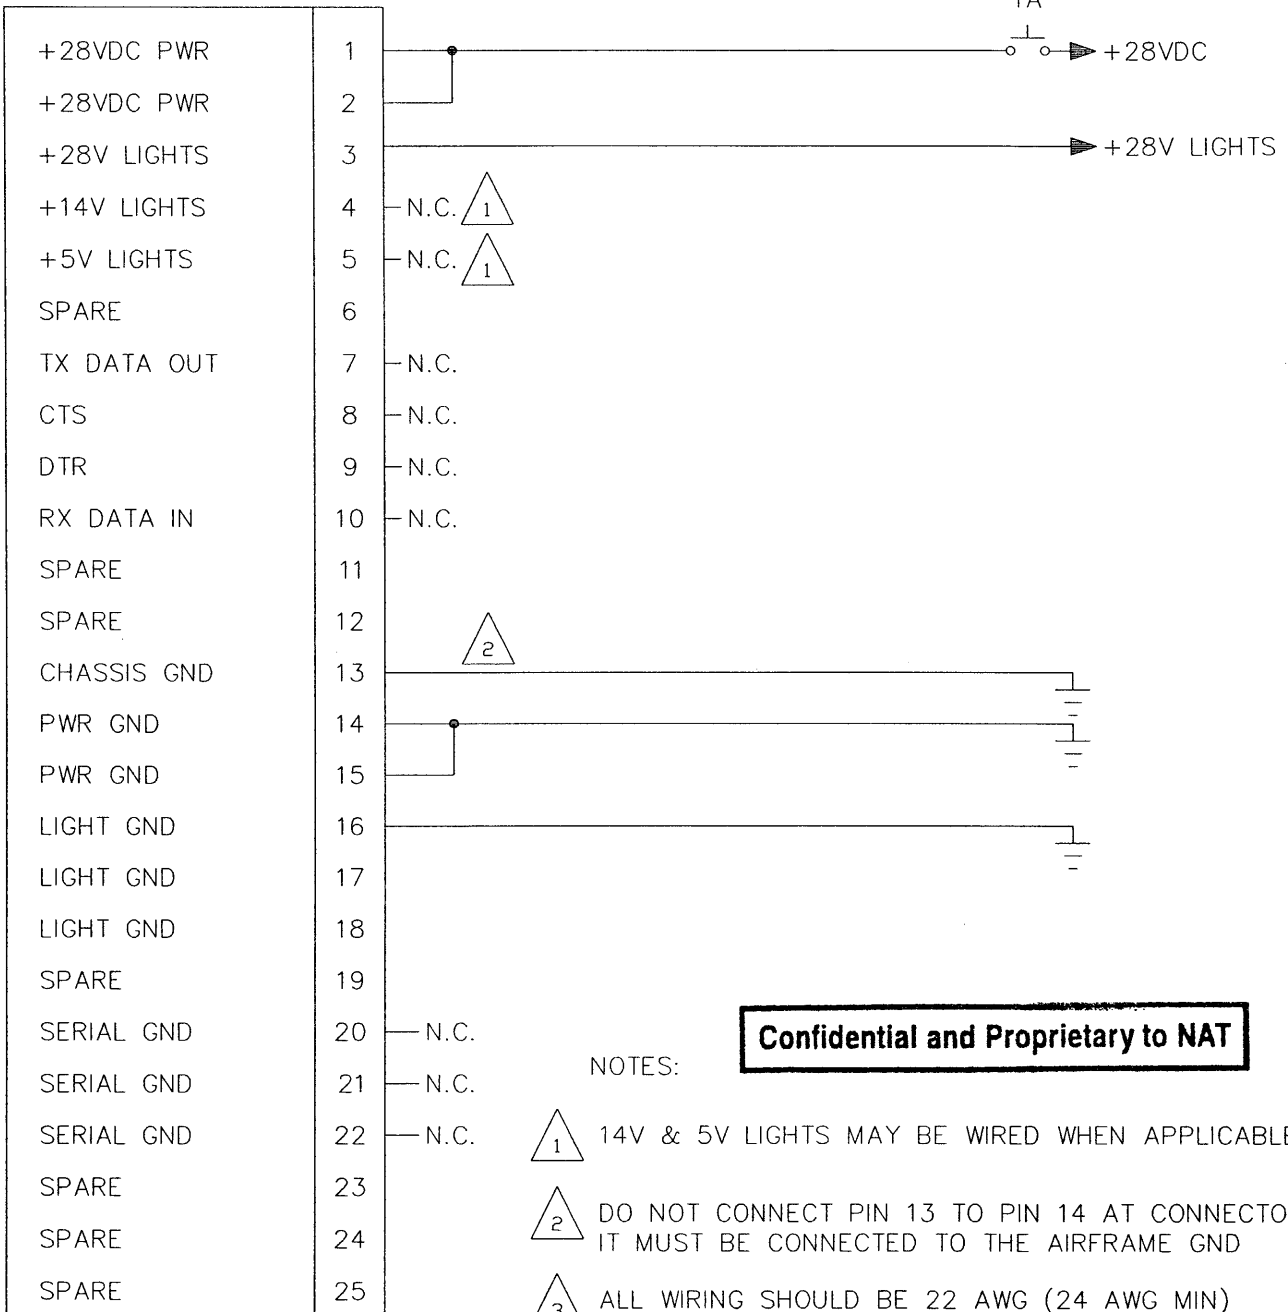 1A
+28VDC PWR 1 +28VDC
+28VDC PWR 2
+28V LIGHTS 3 +28V LIGHTS
+14V LIGHTS 4 N.C. 1
+5V LIGHTS 5 N.C. 1
SPARE 6
TX DATA OUT 7 N.C.
CTS 8 N.C.
DTR 9 N.C.
RX DATA IN 10 N.C.
SPARE 11
SPARE 12
CHASSIS GND 13 2
PWR GND 14
PWR GND 15
LIGHT GND 16
LIGHT GND 17
LIGHT GND 18
SPARE 19
SERIAL GND 20 N.C.
SERIAL GND 21 N.C.
SERIAL GND 22 N.C.
SPARE 23
SPARE 24
SPARE 25
Confidential and Proprietary to NAT
NOTES:
1 14V & 5V LIGHTS MAY BE WIRED WHEN APPLICABLE
2 DO NOT CONNECT PIN 13 TO PIN 14 AT CONNECTO
IT MUST BE CONNECTED TO THE AIRFRAME GND
3 ALL WIRING SHOULD BE 22 AWG (24 AWG MIN)